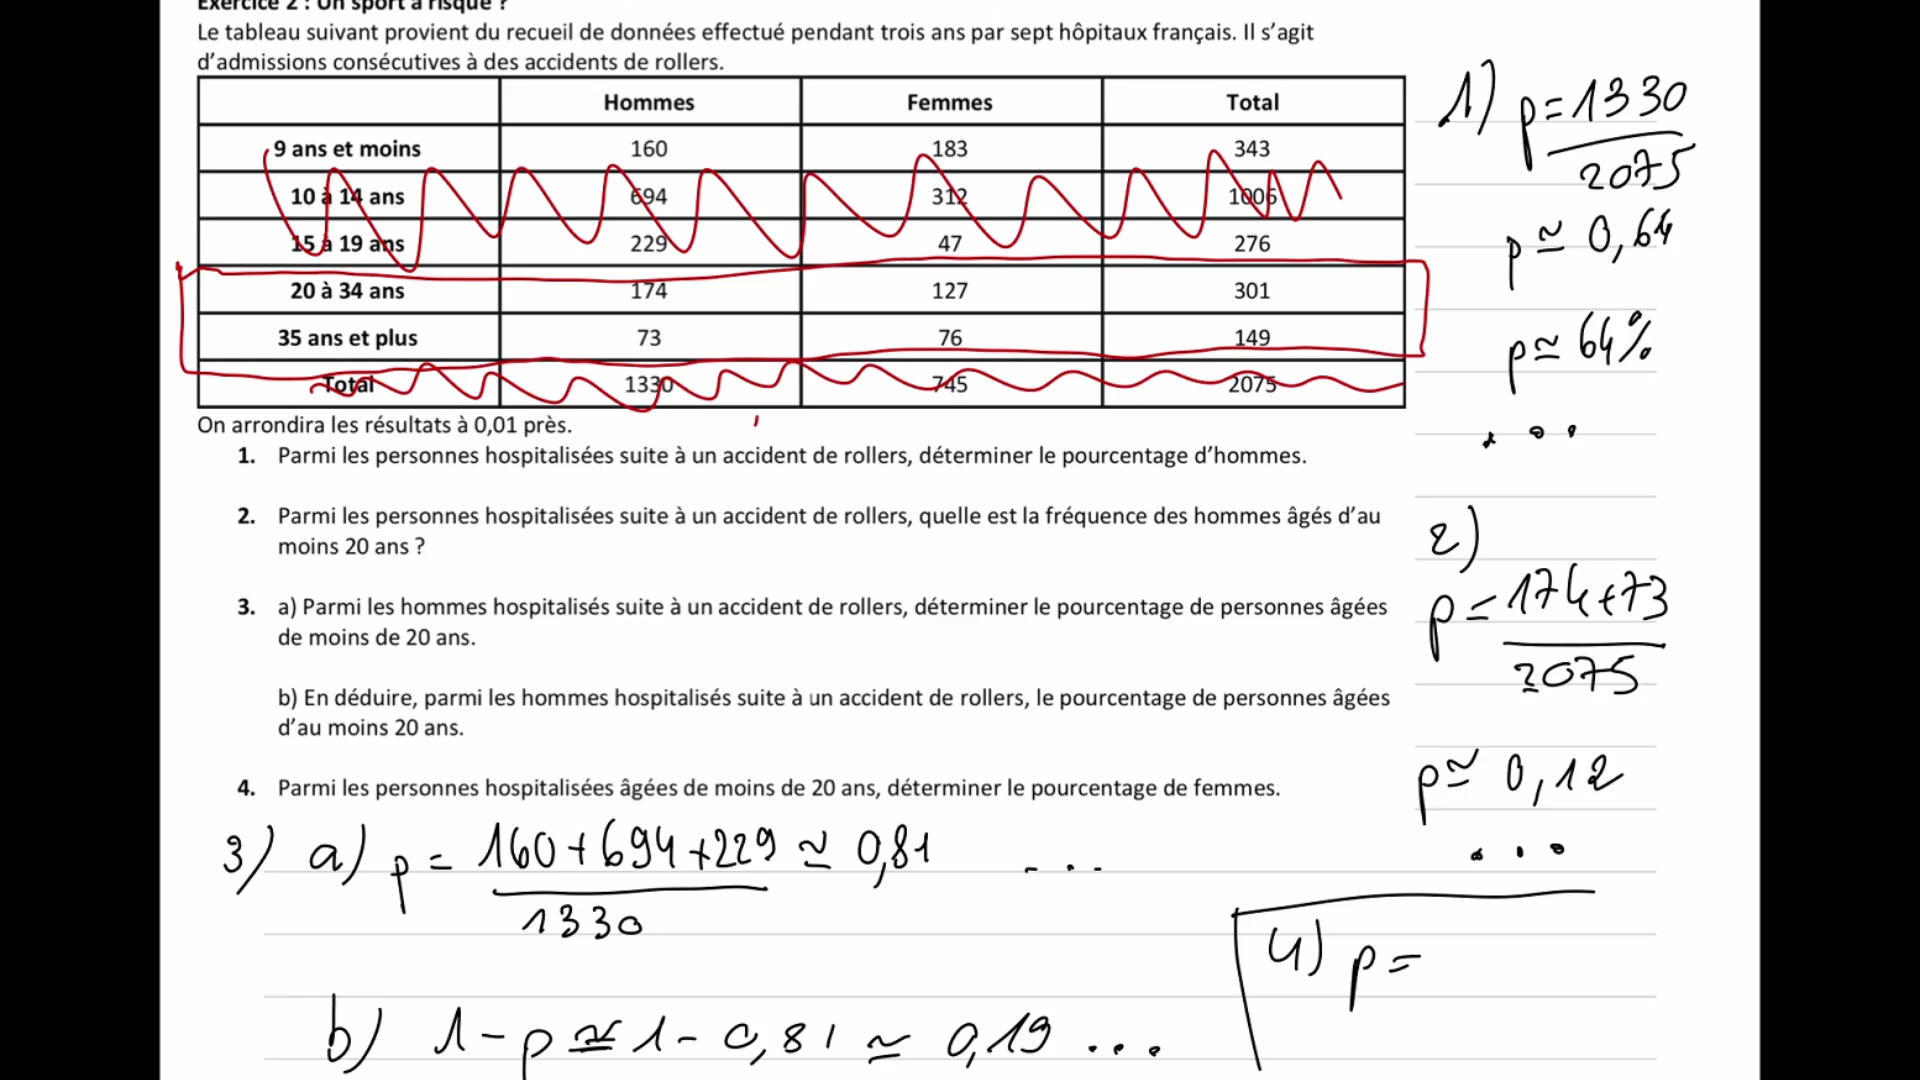 Exercice 2 : Un sport à risque ?
Le tableau suivant provient du recueil de données effectué pendant trois ans par sept hôpitaux français. Il s’agit
d’admissions consécutives à des accidents de rollers.
Hommes Femmes Total
9 ans et moins 160 183 343
10 à 14 ans 694 312 1006
15 à 19 ans 229 47 276
20 à 34 ans 174 127 301
35 ans et plus 73 76 149
Total 1330 745 2075
On arrondira les résultats à 0,01 près.
1. Parmi les personnes hospitalisées suite à un accident de rollers, déterminer le pourcentage d’hommes.
2. Parmi les personnes hospitalisées suite à un accident de rollers, quelle est la fréquence des hommes âgés d’au
moins 20 ans ?
3. a) Parmi les hommes hospitalisés suite à un accident de rollers, déterminer le pourcentage de personnes âgées
de moins de 20 ans.
b) En déduire, parmi les hommes hospitalisés suite à un accident de rollers, le pourcentage de personnes âgées
d’au moins 20 ans.
4. Parmi les personnes hospitalisées âgées de moins de 20 ans, déterminer le pourcentage de femmes.
1) p = 1330
2075
p ≃ 0,64
p ≃ 64%
...
2)
p = 174+73
2075
p ≃ 0,12
...
3) a) p = 160+694+229 ≃ 0,81 ...
1330
b) 1-p ≃ 1-0,81 ≃ 0,19 ...
4) p =